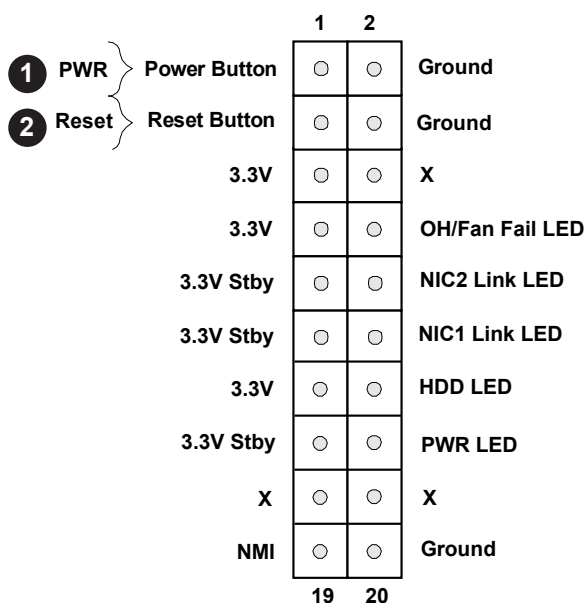 1 2
1 PWR Power Button Ground
2 Reset Reset Button Ground
3.3V X
3.3V OH/Fan Fail LED
3.3V Stby NIC2 Link LED
3.3V Stby NIC1 Link LED
3.3V HDD LED
3.3V Stby PWR LED
X X
NMI Ground
19 20